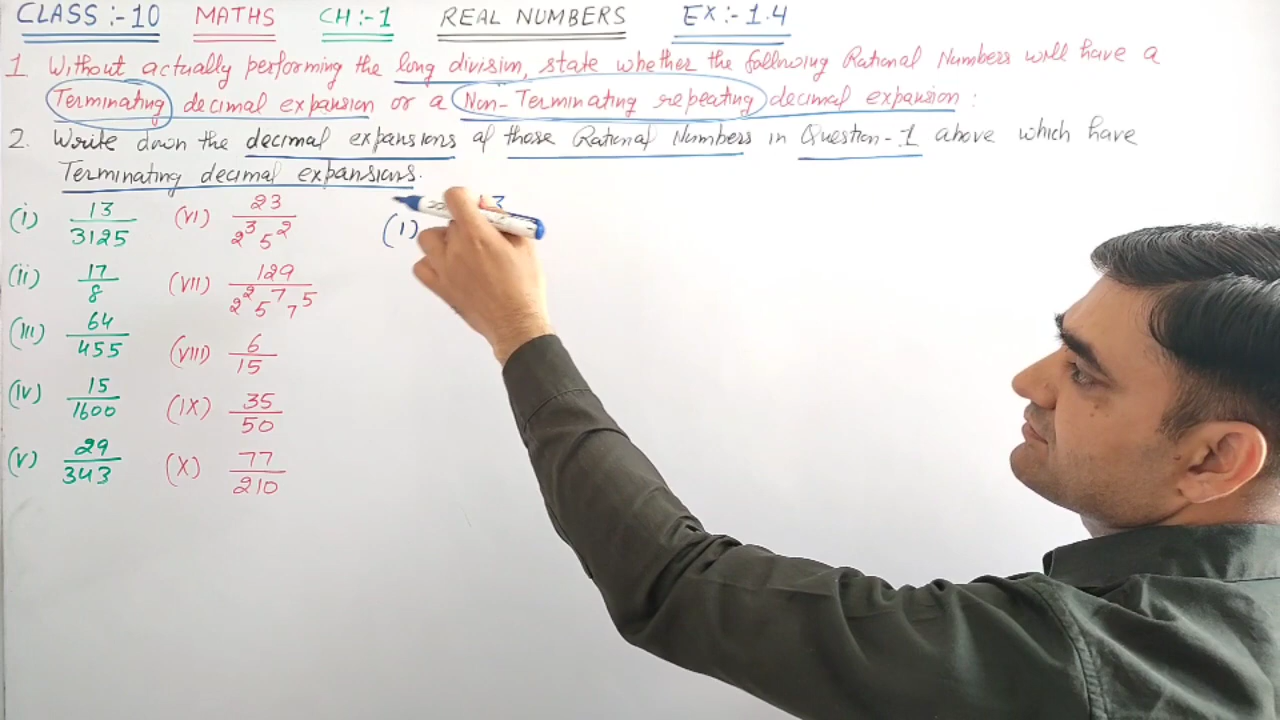 CLASS :- 10 MATHS CH :- 1 REAL NUMBERS EX :- 1.4
1. Without actually performing the long division, state whether the following Rational Numbers will have a
Terminating decimal expansion or a Non-Terminating repeating decimal expansion :
2. Write down the decimal expansions of those Rational Numbers in Question-1 above which have
Terminating decimal expansions.
(i) 13/3125 (VI) 23/2³5² (1) 3
(ii) 17/8 (VII) 129/2²5⁷7⁵
(III) 64/455 (VIII) 6/15
(IV) 15/1600 (IX) 35/50
(V) 29/343 (X) 77/210